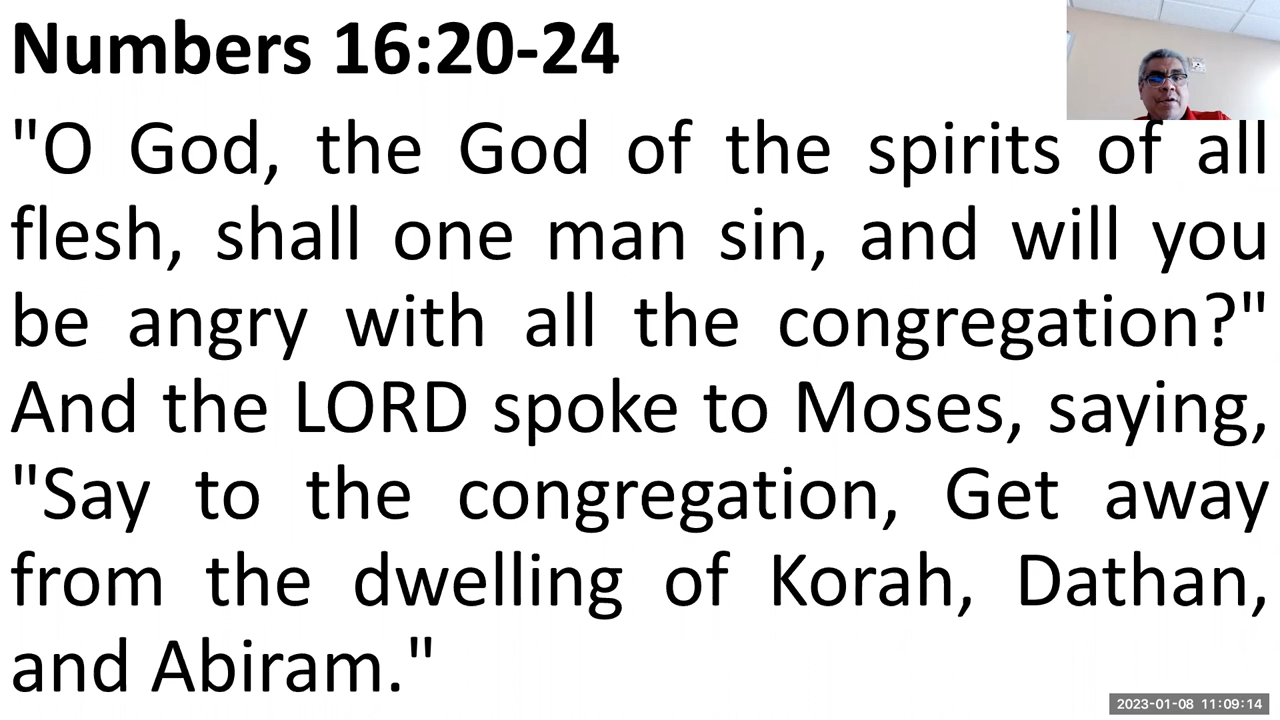 Numbers 16:20-24
"O God, the God of the spirits of all
flesh, shall one man sin, and will you
be angry with all the congregation?"
And the LORD spoke to Moses, saying,
"Say to the congregation, Get away
from the dwelling of Korah, Dathan,
and Abiram."
2023-01-08 11:09:14